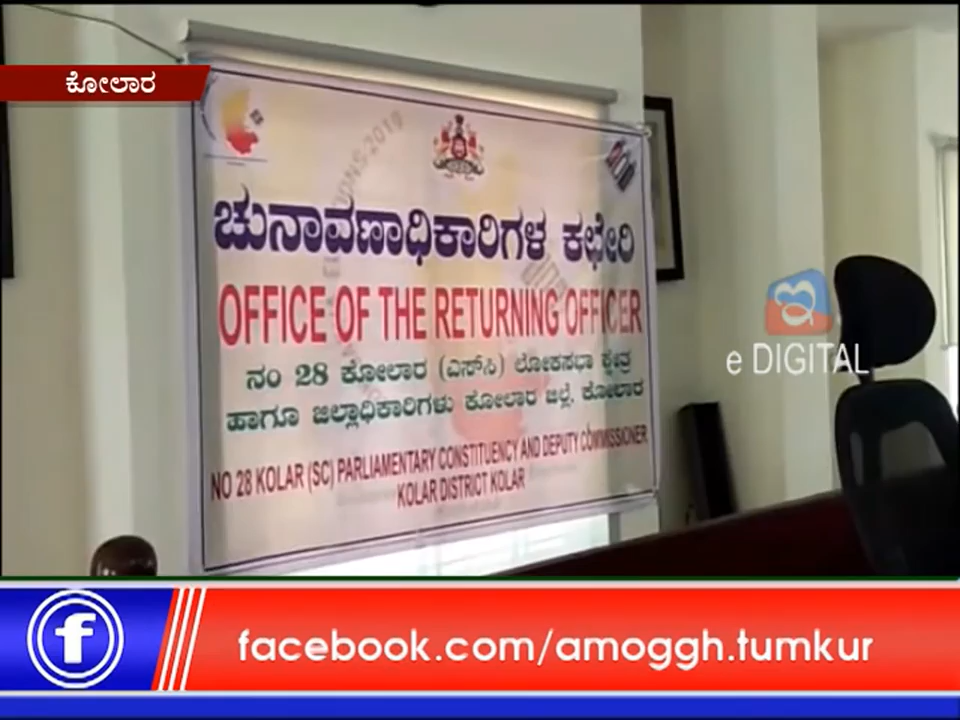 ಕೋಲಾರ
ಚುನಾವಣಾಧಿಕಾರಿಗಳ ಕಛೇರಿ
OFFICE OF THE RETURNING OFFICER
ನಂ 28 ಕೋಲಾರ (ಎಸ್‌ಸಿ) ಲೋಕಸಭಾ ಕ್ಷೇತ್ರ
ಹಾಗೂ ಜಿಲ್ಲಾಧಿಕಾರಿಗಳು ಕೋಲಾರ ಜಿಲ್ಲೆ, ಕೋಲಾರ
NO 28 KOLAR (SC) PARLIAMENTARY CONSTITUENCY AND DEPUTY COMMISSIONER
KOLAR DISTRICT KOLAR
e DIGITAL
facebook.com/amoggh.tumkur